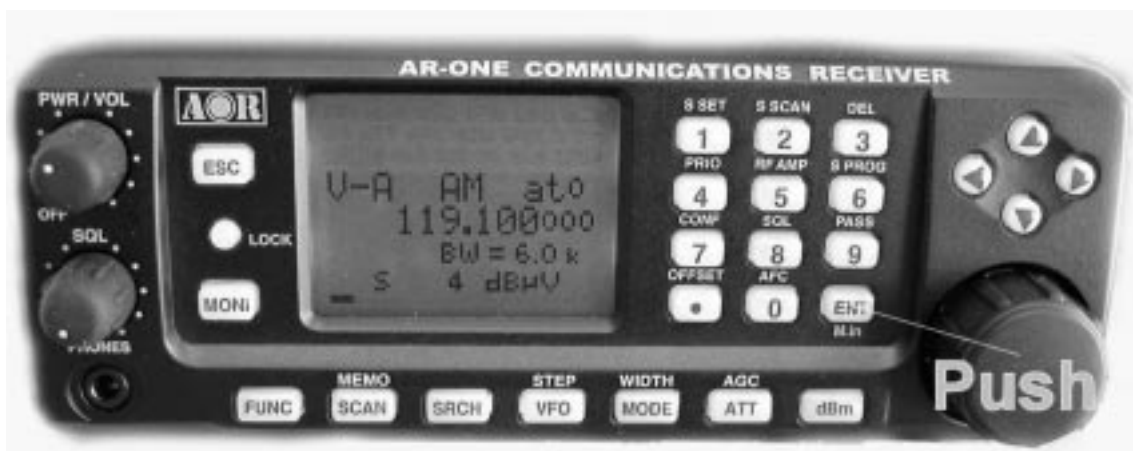 AR-ONE COMMUNICATIONS RECEIVER
PWR / VOL
OFF
SQL
PHONES
AOR
ESC
LOCK
MONi
V-A AM ato
119.100000
BW = 6.0 k
S 4 dBµV
S SET S SCAN DEL
1 2 3
PRIO RF AMP S PROG
4 5 6
CONF SQL PASS
7 8 9
OFFSET AFC
• 0 ENT
M.in
Push
MEMO STEP WIDTH AGC
FUNC SCAN SRCH VFO MODE ATT dBm